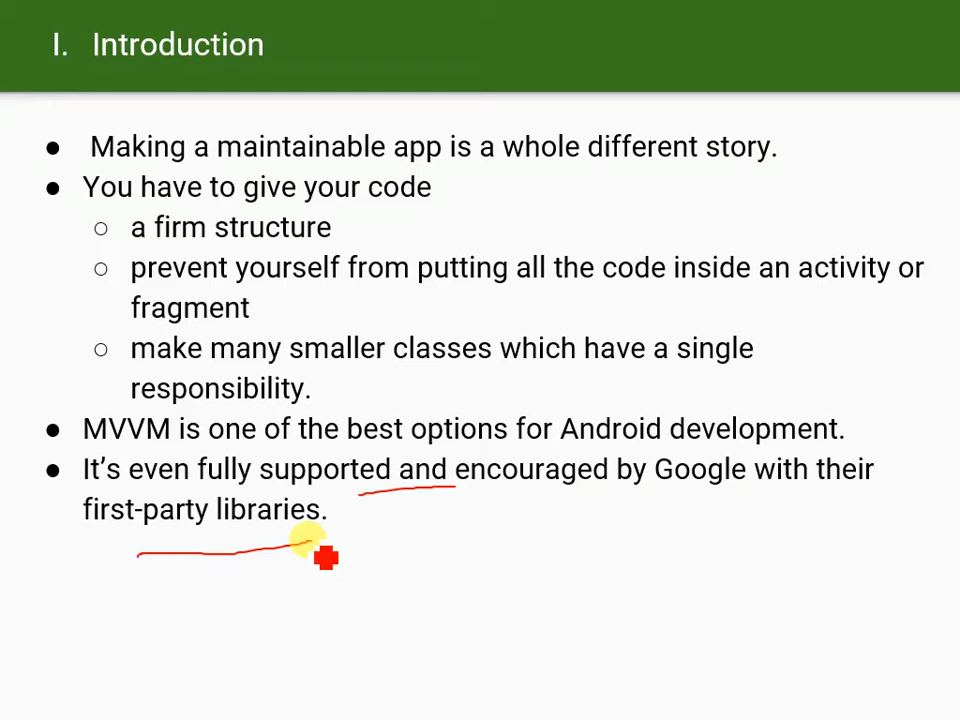 I. Introduction
● Making a maintainable app is a whole different story.
● You have to give your code
○ a firm structure
○ prevent yourself from putting all the code inside an activity or
fragment
○ make many smaller classes which have a single
responsibility.
● MVVM is one of the best options for Android development.
● It’s even fully supported and encouraged by Google with their
first-party libraries.